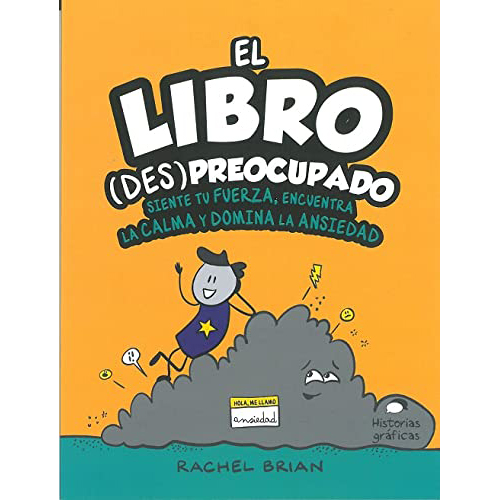 EL
LIBRO
(DES)PREOCUPADO
SIENTE TU FUERZA, ENCUENTRA
LA CALMA Y DOMINA LA ANSIEDAD
HOLA, ME LLAMO
ansiedad
Historias
gráficas
RACHEL BRIAN